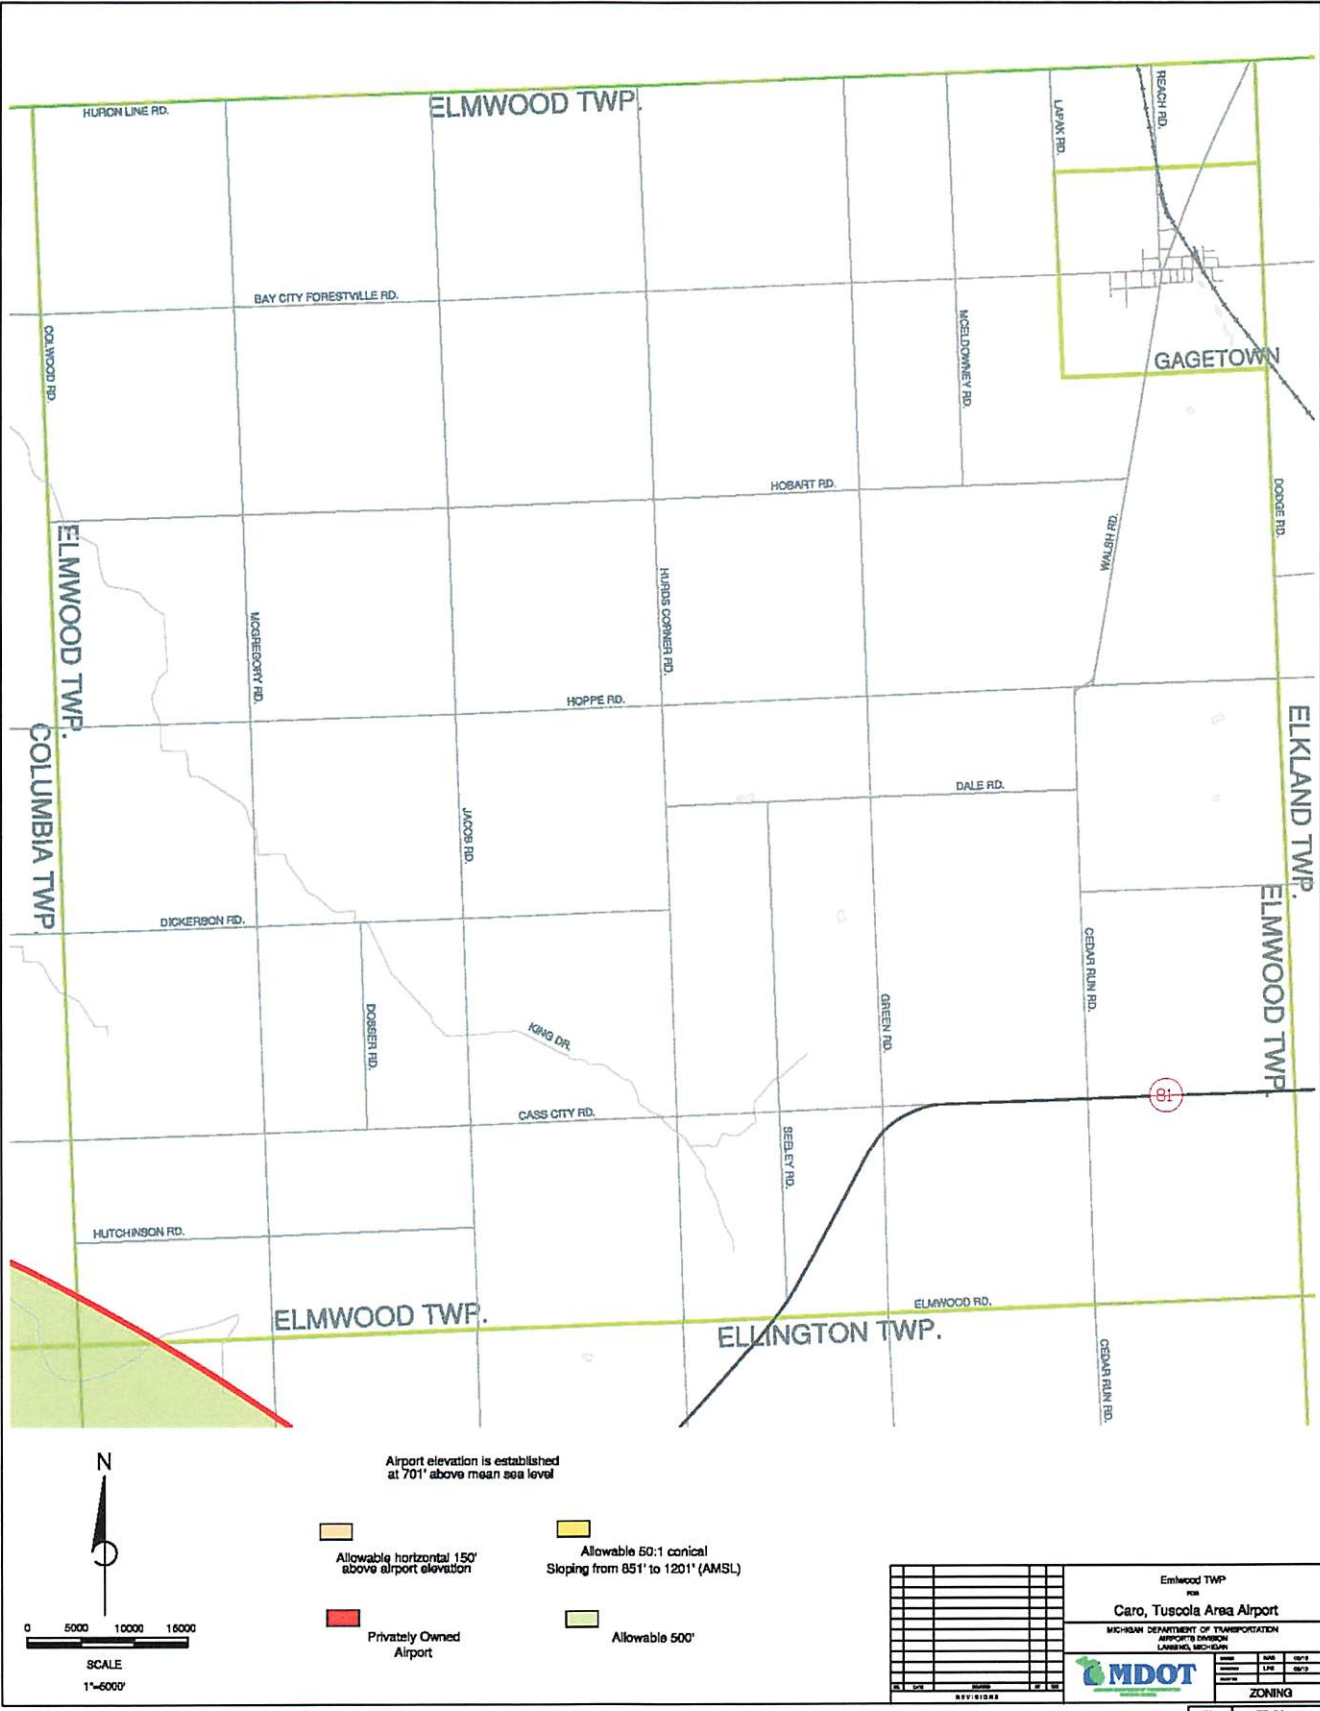 HURON LINE RD.
ELMWOOD TWP.
LAPAK RD.
REACH RD.
BAY CITY FORESTVILLE RD.
COLWOOD RD.
MCELDOWNEY RD.
GAGETOWN
HOBART RD.
DODGE RD.
WALSH RD.
ELMWOOD TWP.
MCGREGORY RD.
HURDS CORNER RD.
HOPPE RD.
COLUMBIA TWP.
ELKLAND TWP.
DALE RD.
JACOB RD.
DICKERSON RD.
ELMWOOD TWP.
CEDAR RUN RD.
DOSSER RD.
GREEN RD.
KING DR.
81
CASS CITY RD.
SEELEY RD.
HUTCHINSON RD.
ELMWOOD TWP.
ELMWOOD RD.
ELLINGTON TWP.
CEDAR RUN RD.
N
0 5000 10000 15000
SCALE
1"=5000'
Airport elevation is established
at 701' above mean sea level
Allowable horizontal 150'
above airport elevation
Allowable 50:1 conical
Sloping from 851' to 1201' (AMSL)
Privately Owned
Airport
Allowable 500'
Emlwood TWP
FOR
Caro, Tuscola Area Airport
MICHIGAN DEPARTMENT OF TRANSPORTATION
AIRPORTS DIVISION
LANSING, MICHIGAN
MDOT
ZONING
REVISIONS